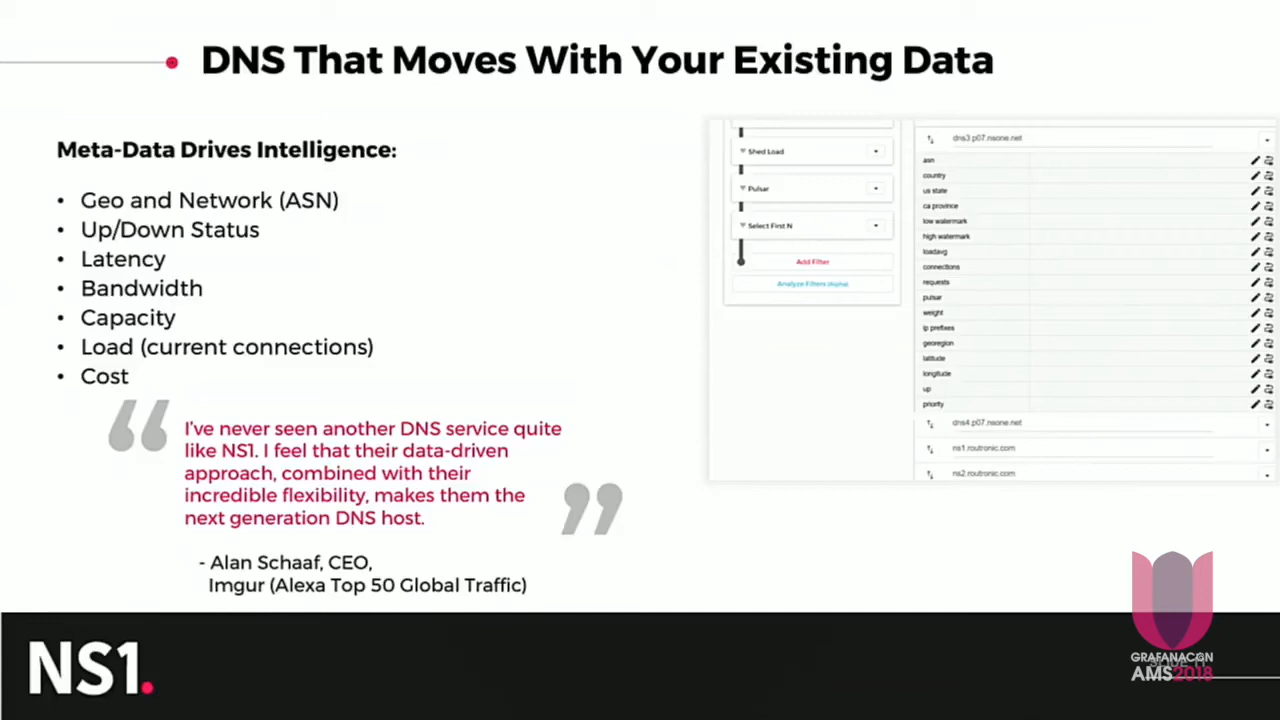 DNS That Moves With Your Existing Data
Meta-Data Drives Intelligence:
• Geo and Network (ASN)
• Up/Down Status
• Latency
• Bandwidth
• Capacity
• Load (current connections)
• Cost
“
I’ve never seen another DNS service quite
like NS1. I feel that their data-driven
approach, combined with their
incredible flexibility, makes them the
next generation DNS host.
”
- Alan Schaaf, CEO,
Imgur (Alexa Top 50 Global Traffic)
Shed Load
Pulsar
Select First N
Add Filter
Analyze Filters
dns3.p07.nsone.net
asn
country
us state
ca province
low watermark
high watermark
loadavg
connections
requests
pulsar
weight
ip prefixes
georegion
latitude
longitude
up
priority
dns4.p07.nsone.net
ns1.routronic.com
ns2.routronic.com
NS1.
GRAFANACON
AMS2018